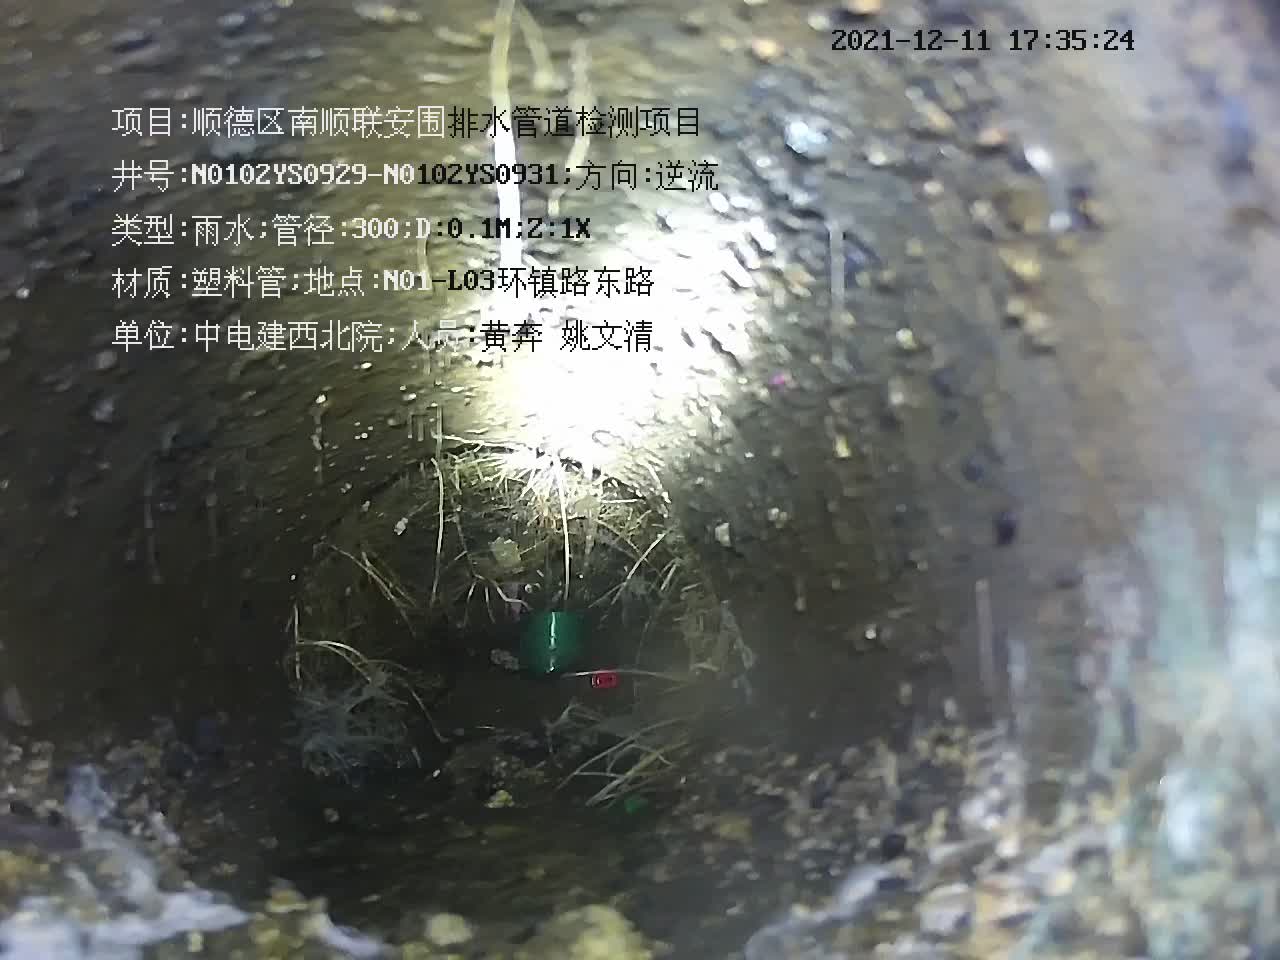 2021-12-11 17:35:24
项目:顺德区南顺联安围排水管道检测项目
井号:N0102YS0929-N0102YS0931;方向:逆流
类型:雨水;管径:300;D:0.1M;Z:1X
材质:塑料管;地点:N01-L03环镇路东路
单位:中电建西北院;人员:黄奔 姚文清